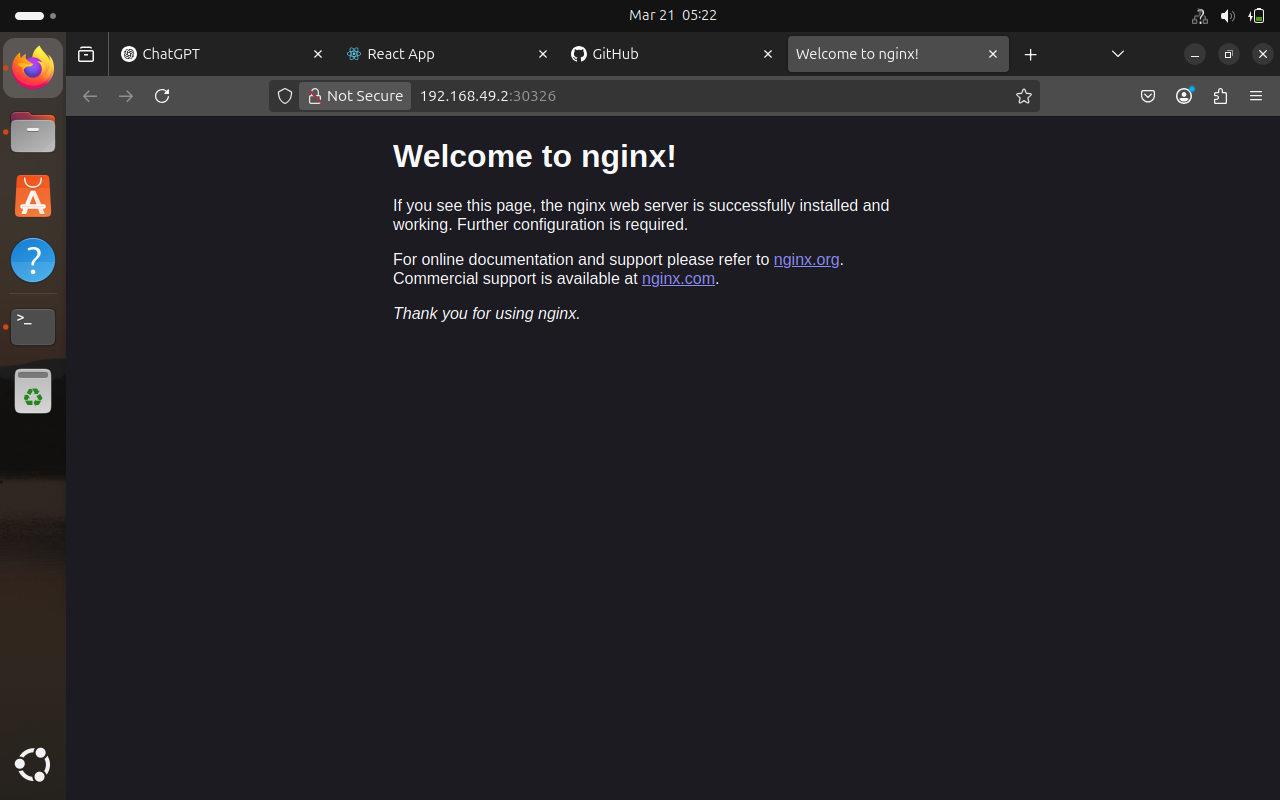 Mar 21 05:22
ChatGPT
React App
GitHub
Welcome to nginx!
Not Secure
192.168.49.2:30326
Welcome to nginx!
If you see this page, the nginx web server is successfully installed and
working. Further configuration is required.
For online documentation and support please refer to nginx.org.
Commercial support is available at nginx.com.
Thank you for using nginx.